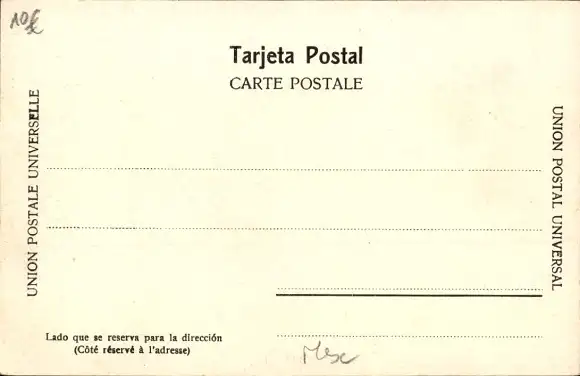 10€
Tarjeta Postal
CARTE POSTALE
UNION POSTALE UNIVERSELLE
UNION POSTAL UNIVERSAL
Lado que se reserva para la dirección
(Côté réservé à l'adresse)